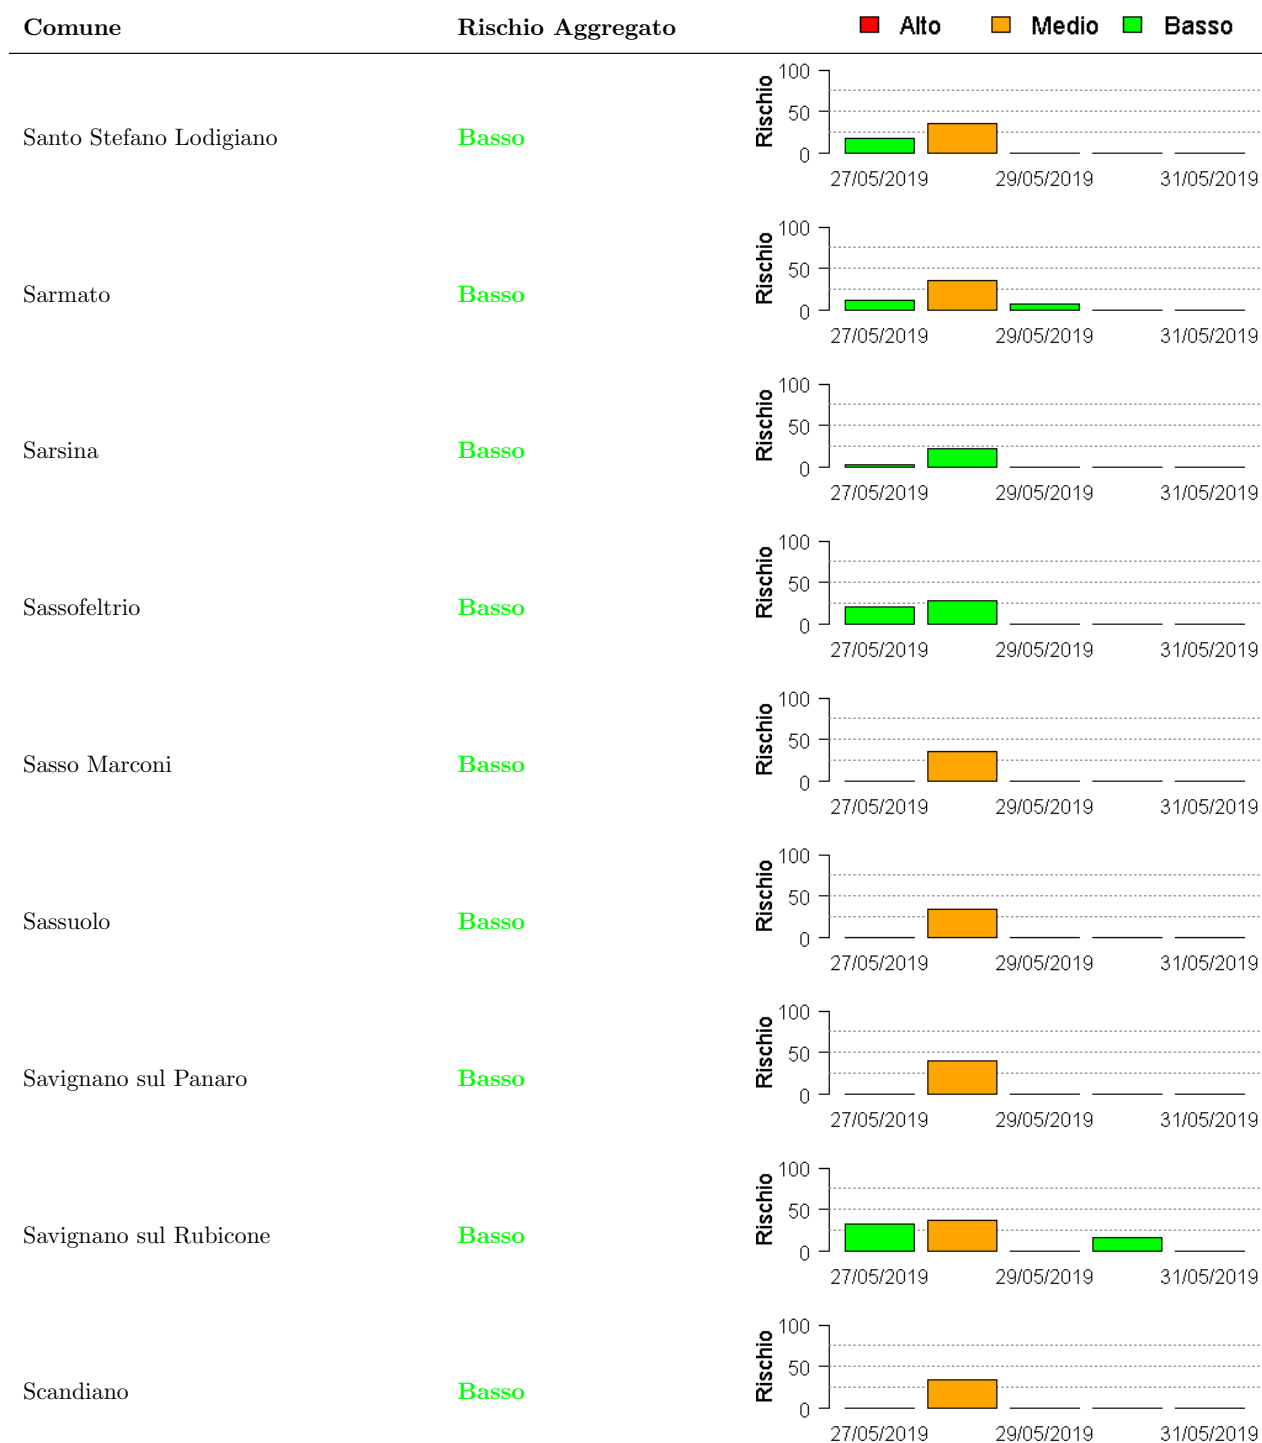 Comune Rischio Aggregato Alto Medio Basso
100
50
0
Rischio
Santo Stefano Lodigiano Basso
27/05/2019 29/05/2019 31/05/2019
100
50
0
Rischio
Sarmato Basso
27/05/2019 29/05/2019 31/05/2019
100
50
0
Rischio
Sarsina Basso
27/05/2019 29/05/2019 31/05/2019
100
50
0
Rischio
Sassofeltrio Basso
27/05/2019 29/05/2019 31/05/2019
100
50
0
Rischio
Sasso Marconi Basso
27/05/2019 29/05/2019 31/05/2019
100
50
0
Rischio
Sassuolo Basso
27/05/2019 29/05/2019 31/05/2019
100
50
0
Rischio
Savignano sul Panaro Basso
27/05/2019 29/05/2019 31/05/2019
100
50
0
Rischio
Savignano sul Rubicone Basso
27/05/2019 29/05/2019 31/05/2019
100
50
0
Rischio
Scandiano Basso
27/05/2019 29/05/2019 31/05/2019